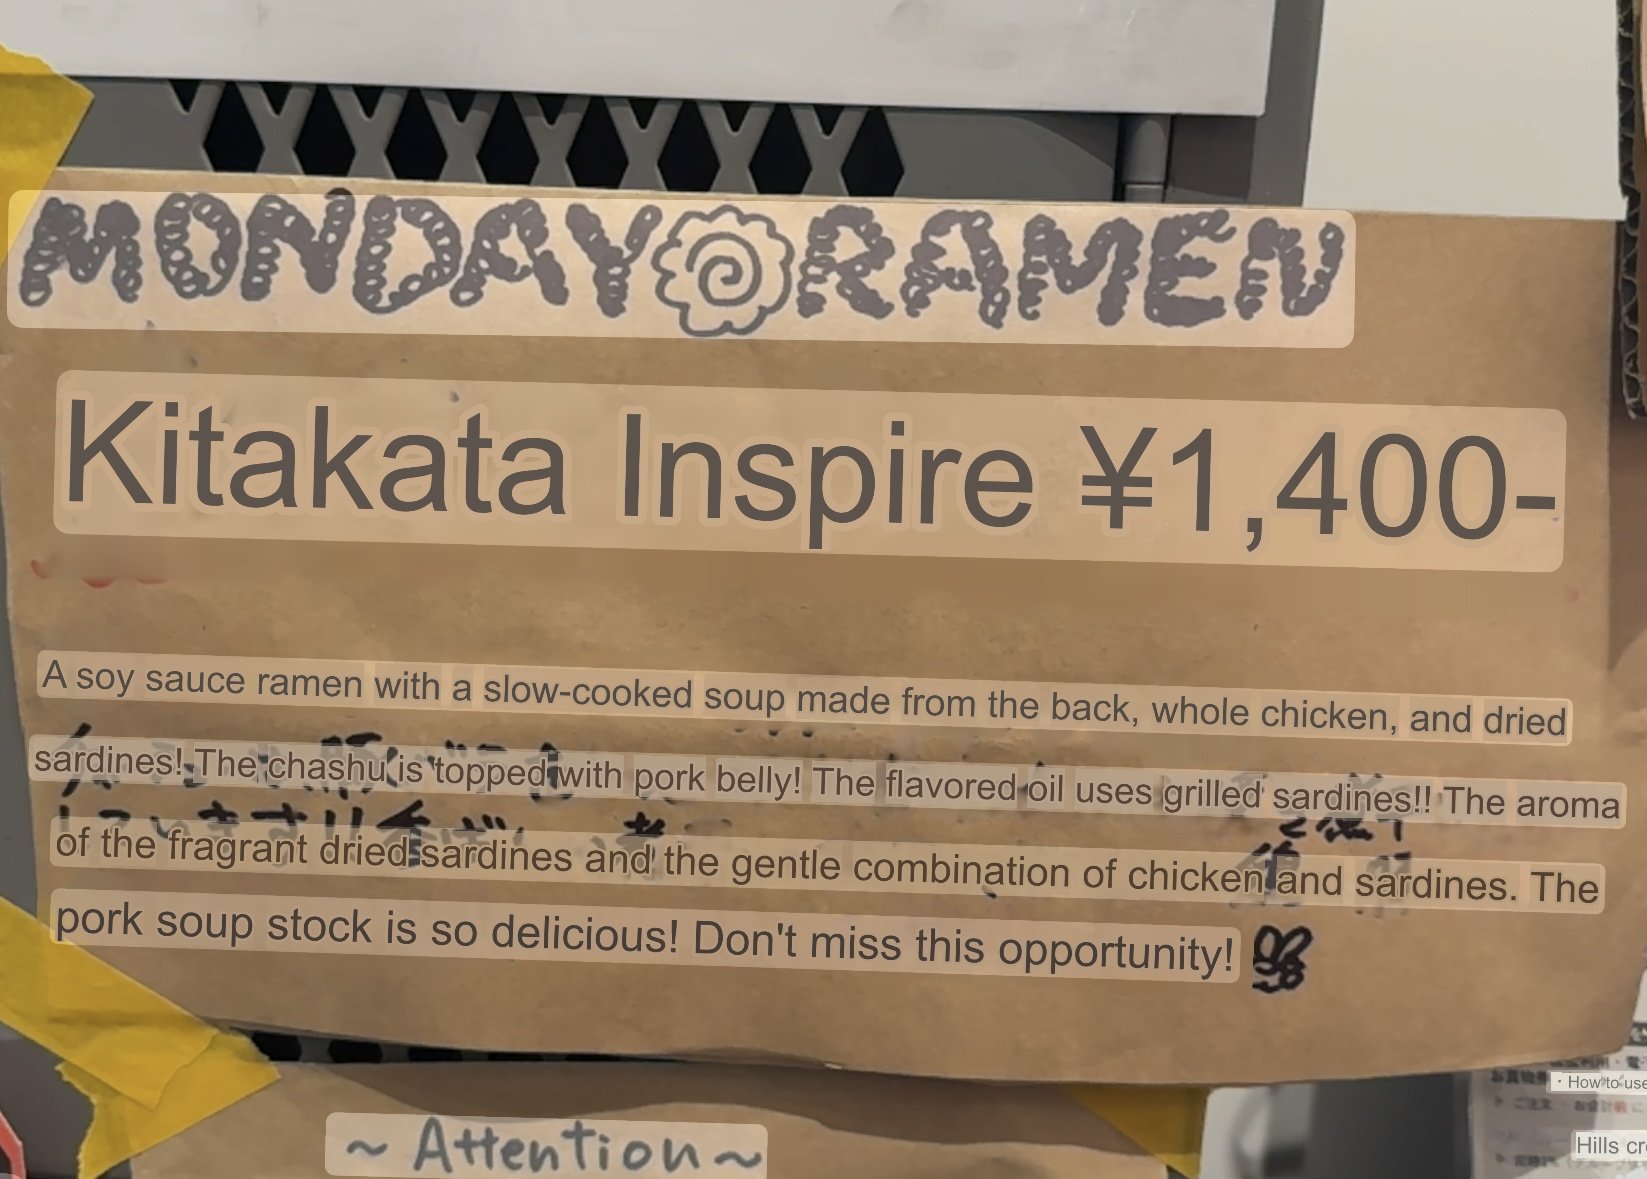 MONDAY RAMEN
Kitakata Inspire ¥1,400-
A soy sauce ramen with a slow-cooked soup made from the back, whole chicken, and dried
sardines! The chashu is topped with pork belly! The flavored oil uses grilled sardines!! The aroma
of the fragrant dried sardines and the gentle combination of chicken and sardines. The
pork soup stock is so delicious! Don't miss this opportunity!
~ Attention ~
・How to use
Hills